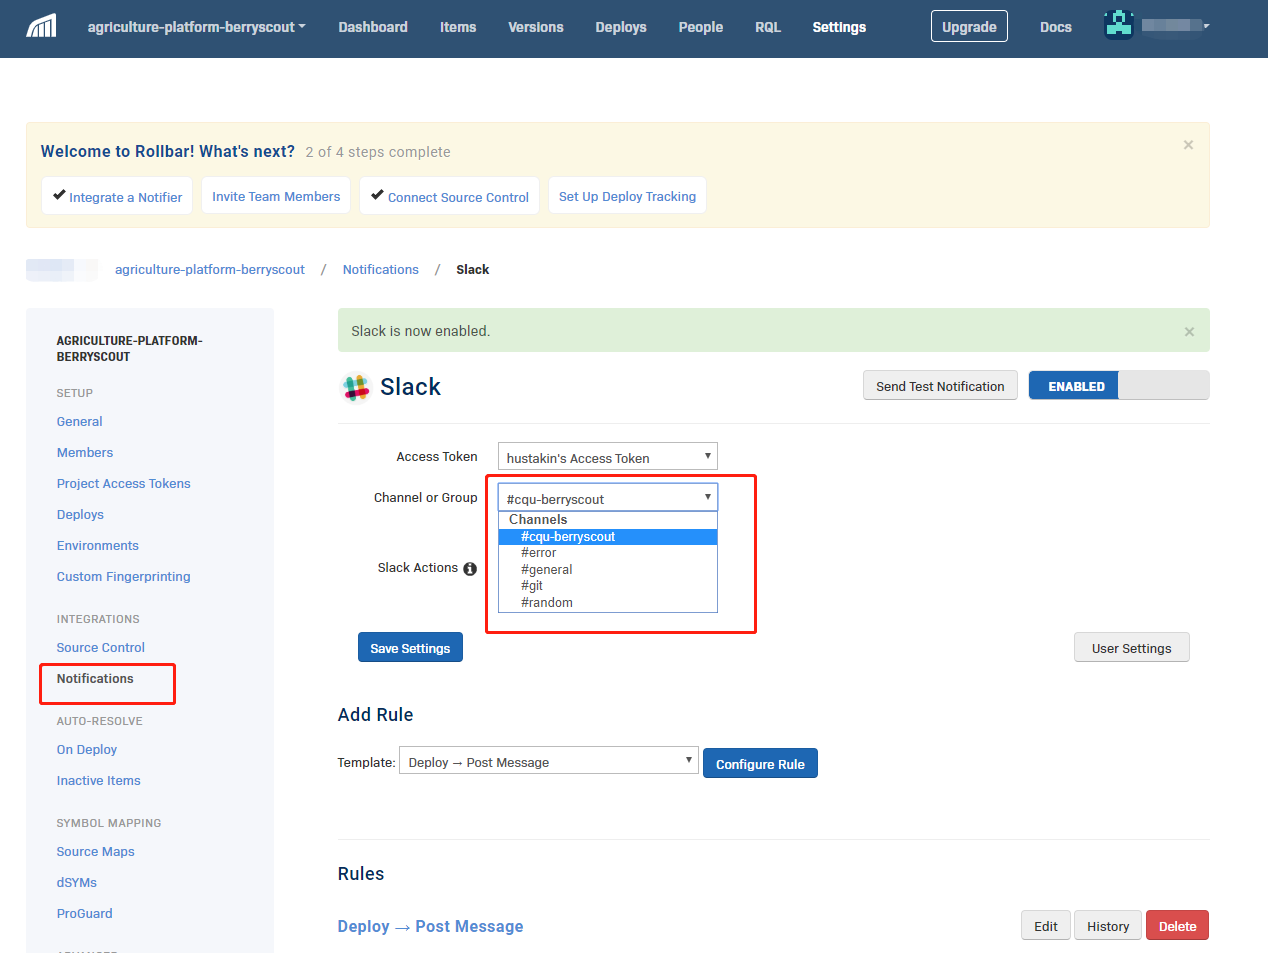 agriculture-platform-berryscout Dashboard Items Versions Deploys People RQL Settings Upgrade Docs
Welcome to Rollbar! What's next? 2 of 4 steps complete ×
Integrate a Notifier Invite Team Members Connect Source Control Set Up Deploy Tracking
agriculture-platform-berryscout / Notifications / Slack
AGRICULTURE-PLATFORM-
BERRYSCOUT
SETUP
General
Members
Project Access Tokens
Deploys
Environments
Custom Fingerprinting
INTEGRATIONS
Source Control
Notifications
AUTO-RESOLVE
On Deploy
Inactive Items
SYMBOL MAPPING
Source Maps
dSYMs
ProGuard
Slack is now enabled. ×
Slack Send Test Notification ENABLED
Access Token hustakin's Access Token
Channel or Group #cqu-berryscout
Channels
#cqu-berryscout
#error
#general
#git
#random
Slack Actions
Save Settings User Settings
Add Rule
Template: Deploy → Post Message Configure Rule
Rules
Deploy → Post Message Edit History Delete